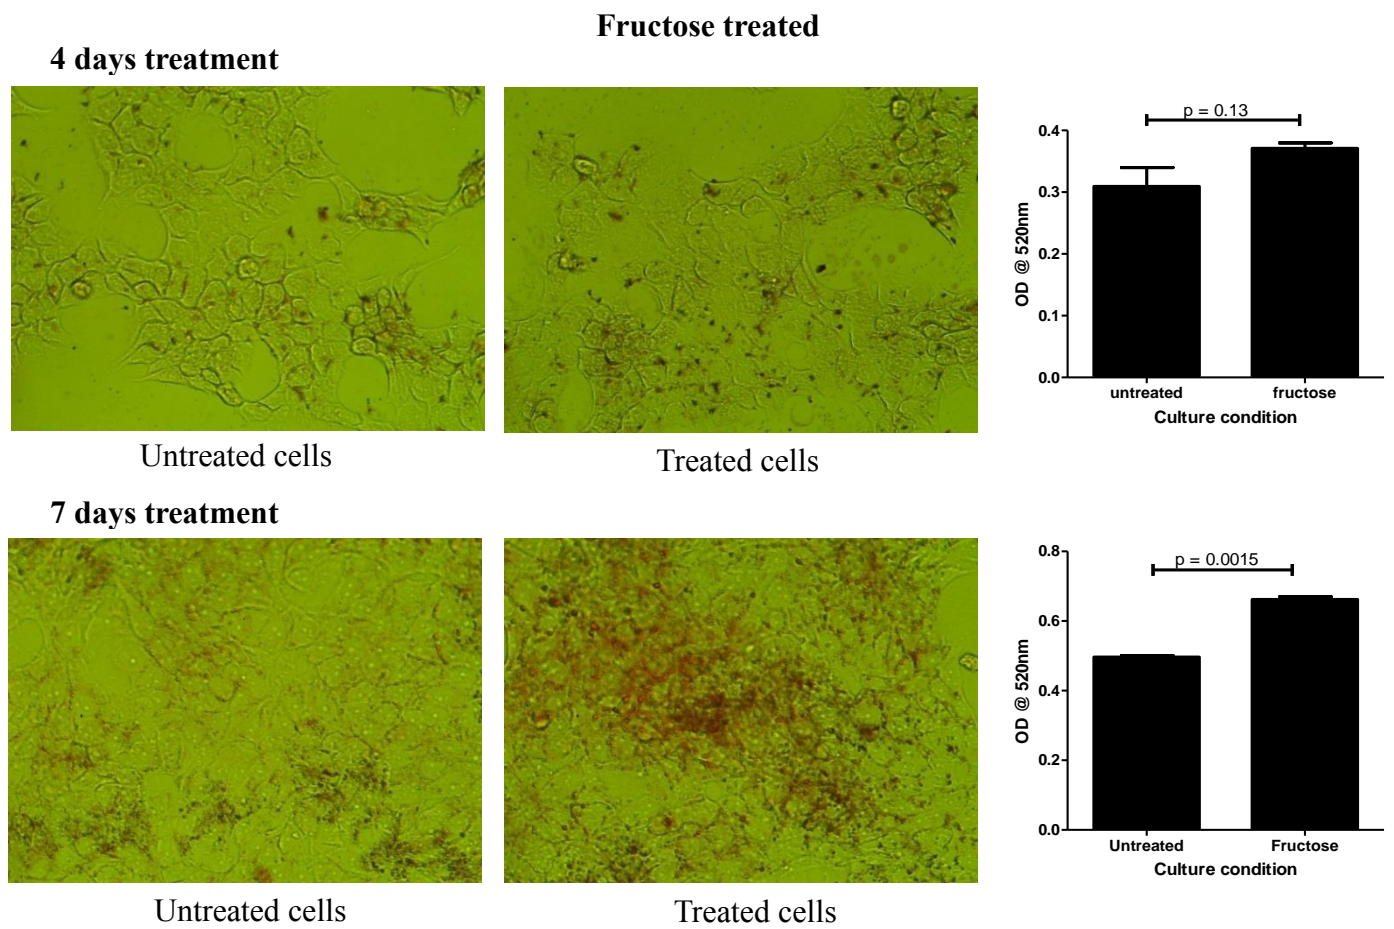 Fructose treated
4 days treatment
p = 0.13
0.4
0.3
0.2
0.1
0.0
OD @ 520nm
untreated fructose
Culture condition
Untreated cells
Treated cells
7 days treatment
p = 0.0015
0.8
0.6
0.4
0.2
0.0
OD @ 520nm
Untreated Fructose
Culture condition
Untreated cells
Treated cells